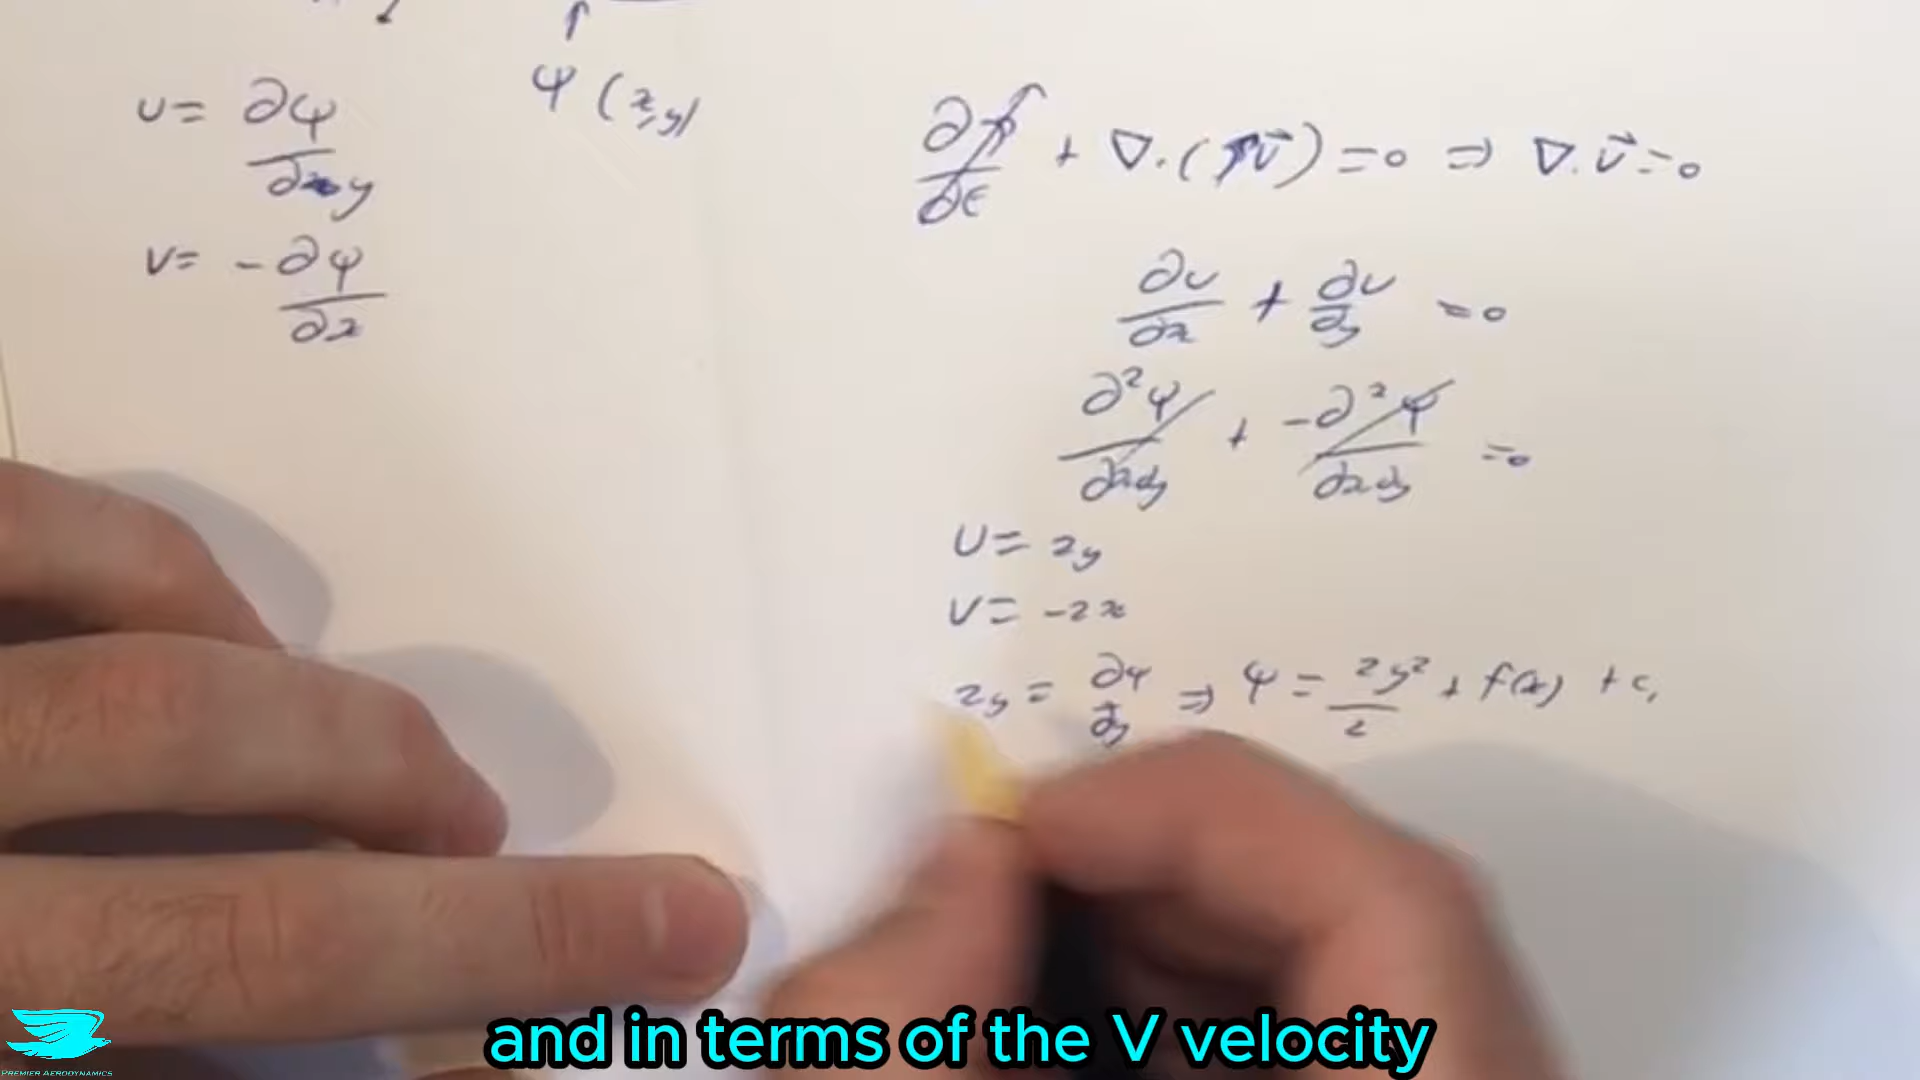 ψ (x,y)
u= ∂ψ/∂y
v= -∂ψ/∂x
∂ρ/∂t + ∇.(ρv⃗) =0 ⇒ ∇.v⃗=0
∂u/∂x + ∂v/∂y =0
∂²ψ/∂x∂y + -∂²ψ/∂x∂y =0
u= 2y
v= -2x
2y = ∂ψ/∂y ⇒ ψ = 2y²/2 + f(x) + c₁
and in terms of the V velocity
PREMIER AERODYNAMICS